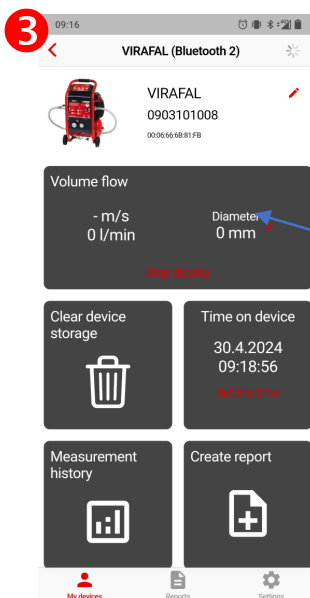 3
09:16
VIRAFAL (Bluetooth 2)
VIRAFAL
0903101008
00:06:66:6B:81:FB
Volume flow
- m/s
0 l/min
Diameter
0 mm
Stop display
Clear device
storage
Time on device
30.4.2024
09:18:56
Set the time
Measurement
history
Create report
My devices
Reports
Settings